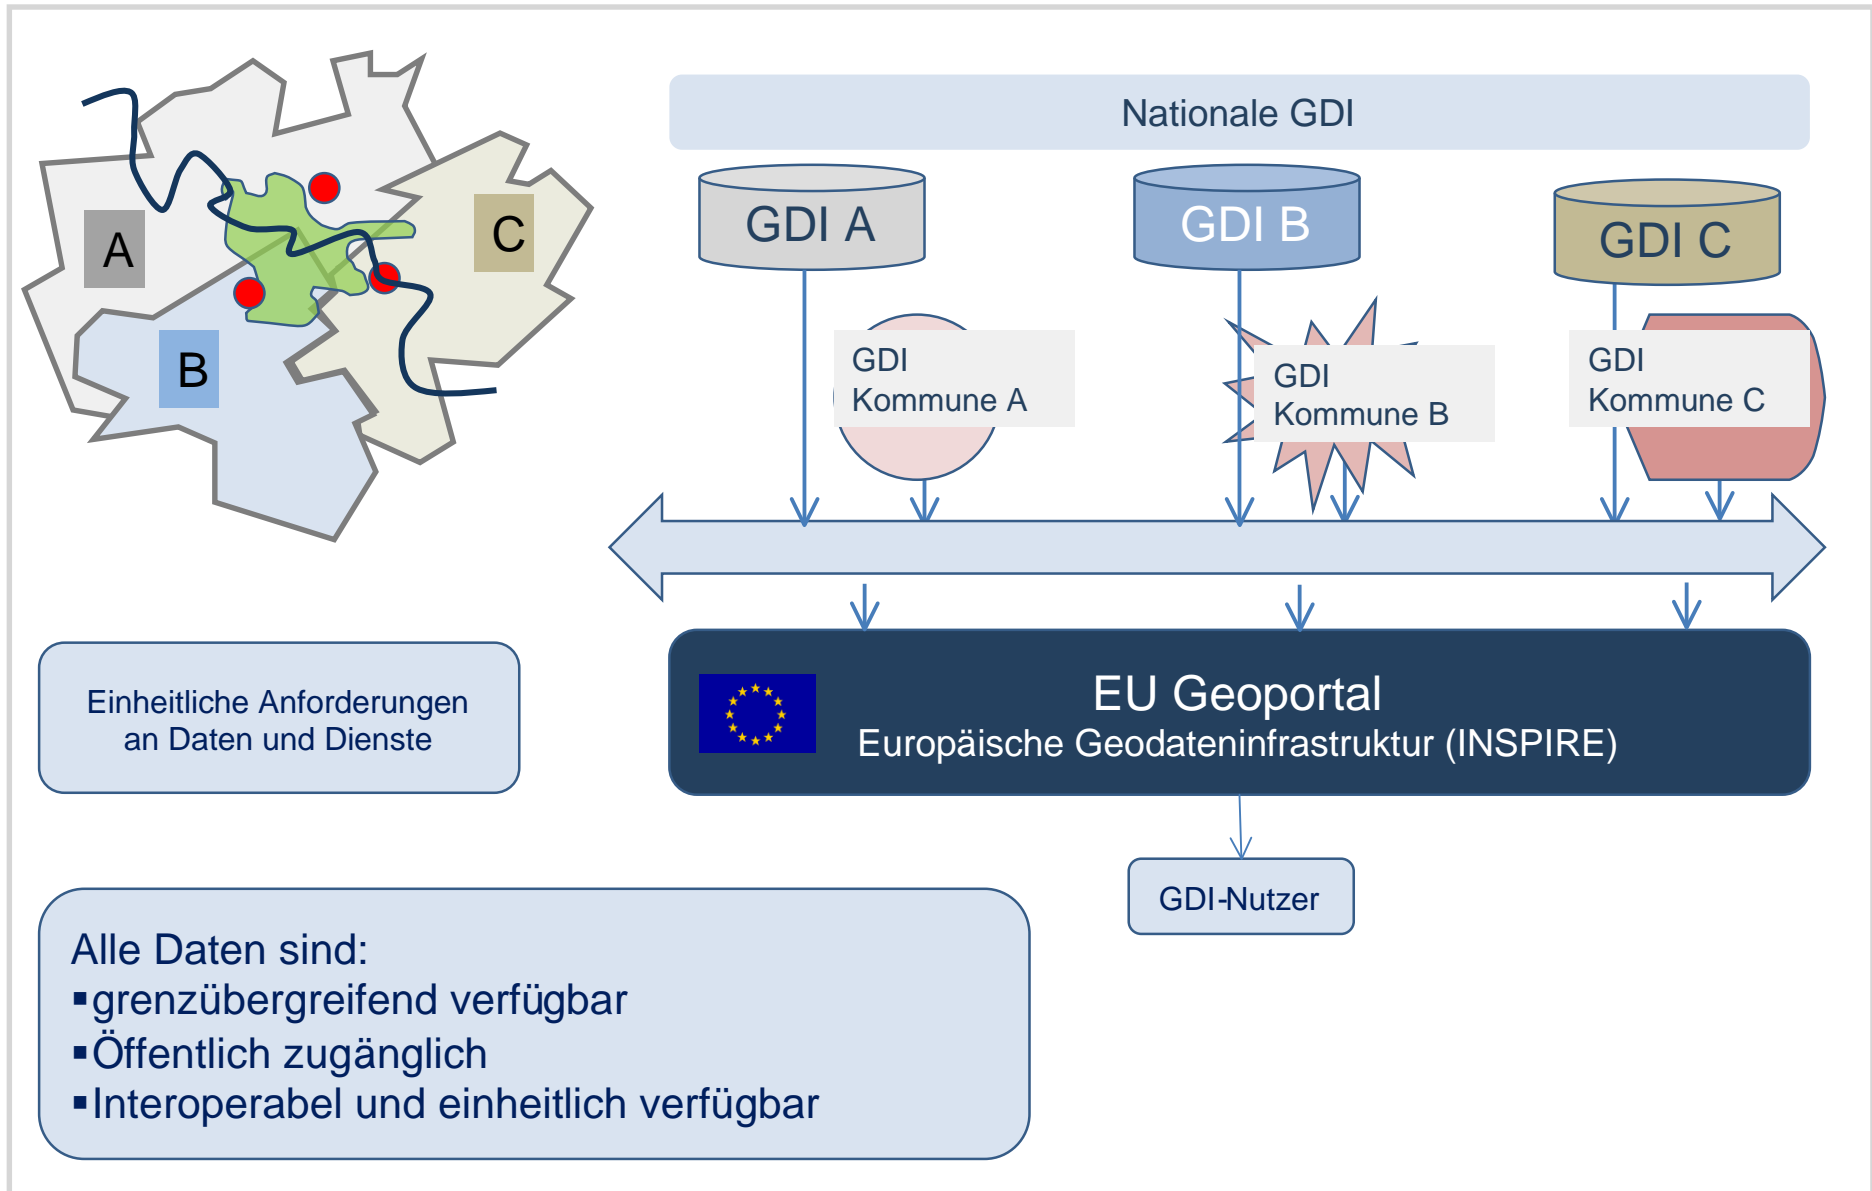 A
B
C
Nationale GDI
GDI A
GDI B
GDI C
GDI
Kommune A
GDI
Kommune B
GDI
Kommune C
Einheitliche Anforderungen
an Daten und Dienste
EU Geoportal
Europäische Geodateninfrastruktur (INSPIRE)
GDI-Nutzer
Alle Daten sind:
▪grenzübergreifend verfügbar
▪Öffentlich zugänglich
▪Interoperabel und einheitlich verfügbar